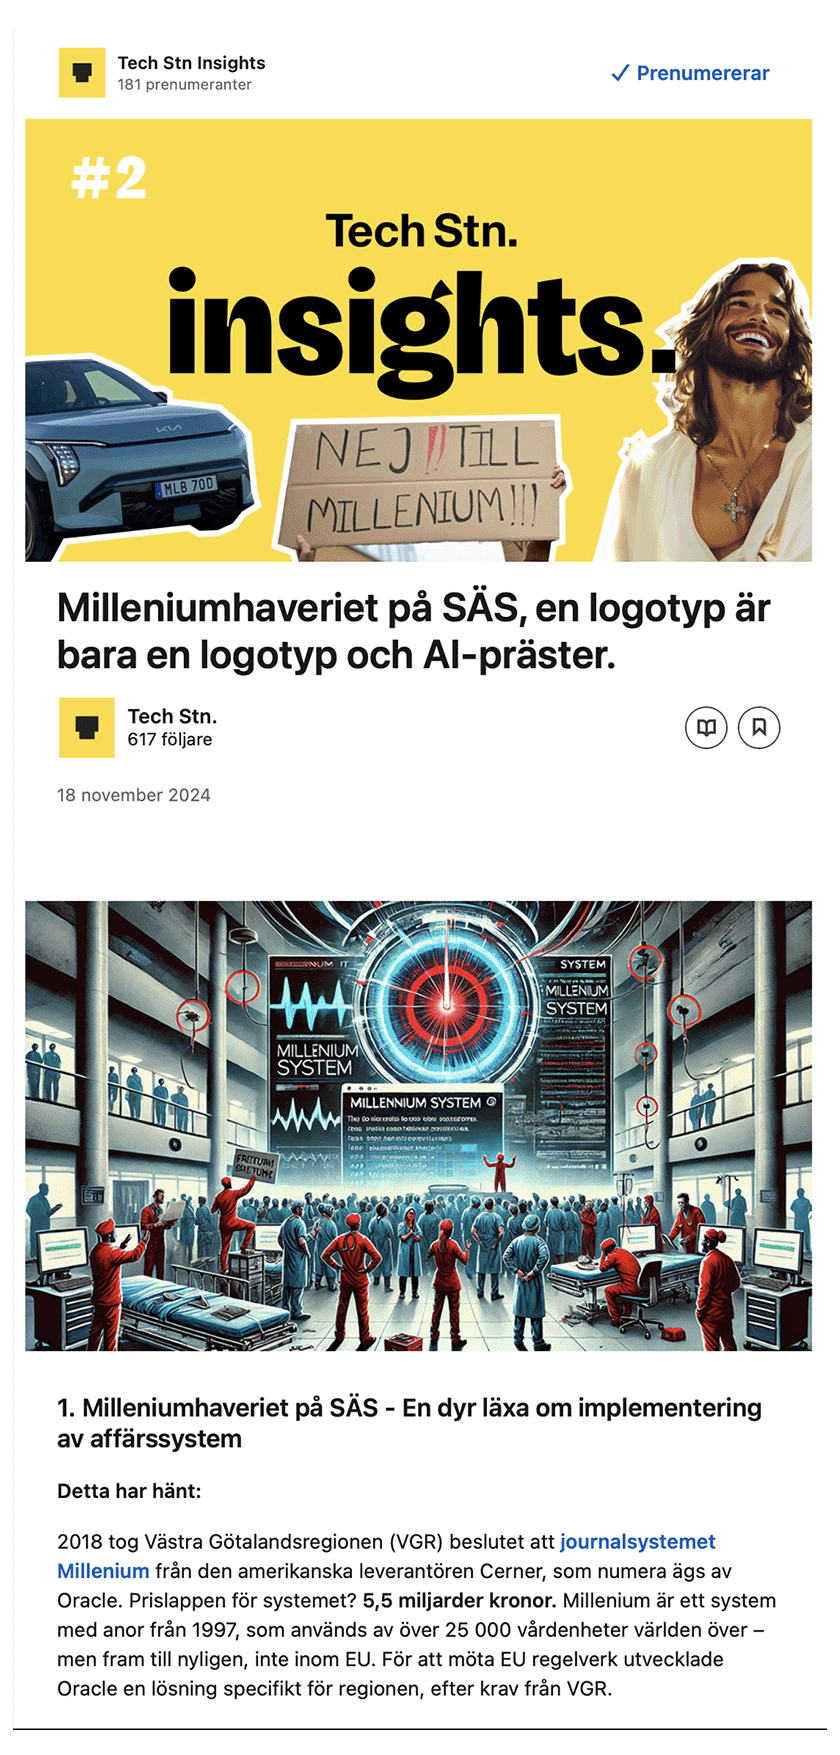 Tech Stn Insights
181 prenumeranter
Prenumererar
#2
Tech Stn.
insights.
KIA
MLB 70D
NEJ!! TILL
MILLENIUM!!!
Milleniumhaveriet på SÄS, en logotyp är
bara en logotyp och AI-präster.
Tech Stn.
617 följare
18 november 2024
SYSTEM
MILLENIUM
SYSTEM
MILLENIUM
SYSTEM
MILLENNIUM SYSTEM
1. Milleniumhaveriet på SÄS - En dyr läxa om implementering
av affärssystem
Detta har hänt:
2018 tog Västra Götalandsregionen (VGR) beslutet att journalsystemet
Millenium från den amerikanska leverantören Cerner, som numera ägs av
Oracle. Prislappen för systemet? 5,5 miljarder kronor. Millenium är ett system
med anor från 1997, som används av över 25 000 vårdenheter världen över –
men fram till nyligen, inte inom EU. För att möta EU regelverk utvecklade
Oracle en lösning specifikt för regionen, efter krav från VGR.